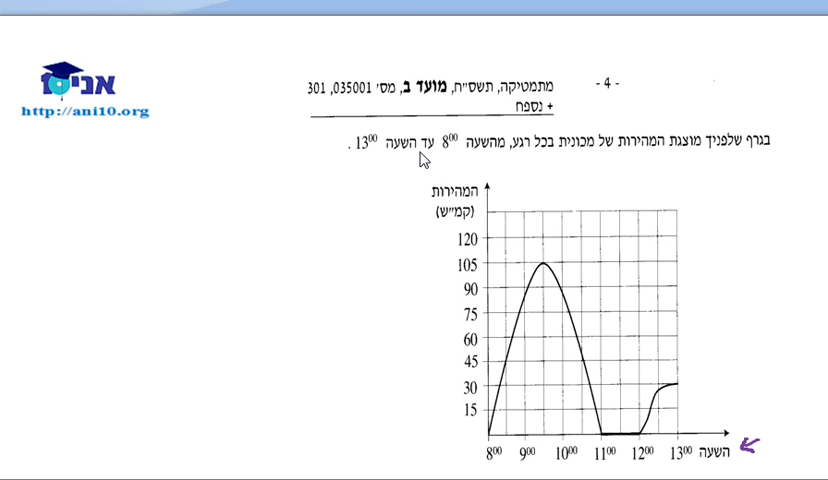 אני10
http://ani10.org
- 4 -
מתמטיקה, תשס״ח, מועד ב, מס׳ 035001, 301
+ נספח
בגרף שלפניך מוצגת המהירות של מכונית בכל רגע, מהשעה 8⁰⁰ עד השעה 13⁰⁰ .
המהירות
(קמ״ש)
120
105
90
75
60
45
30
15
8⁰⁰ 9⁰⁰ 10⁰⁰ 11⁰⁰ 12⁰⁰ 13⁰⁰ השעה